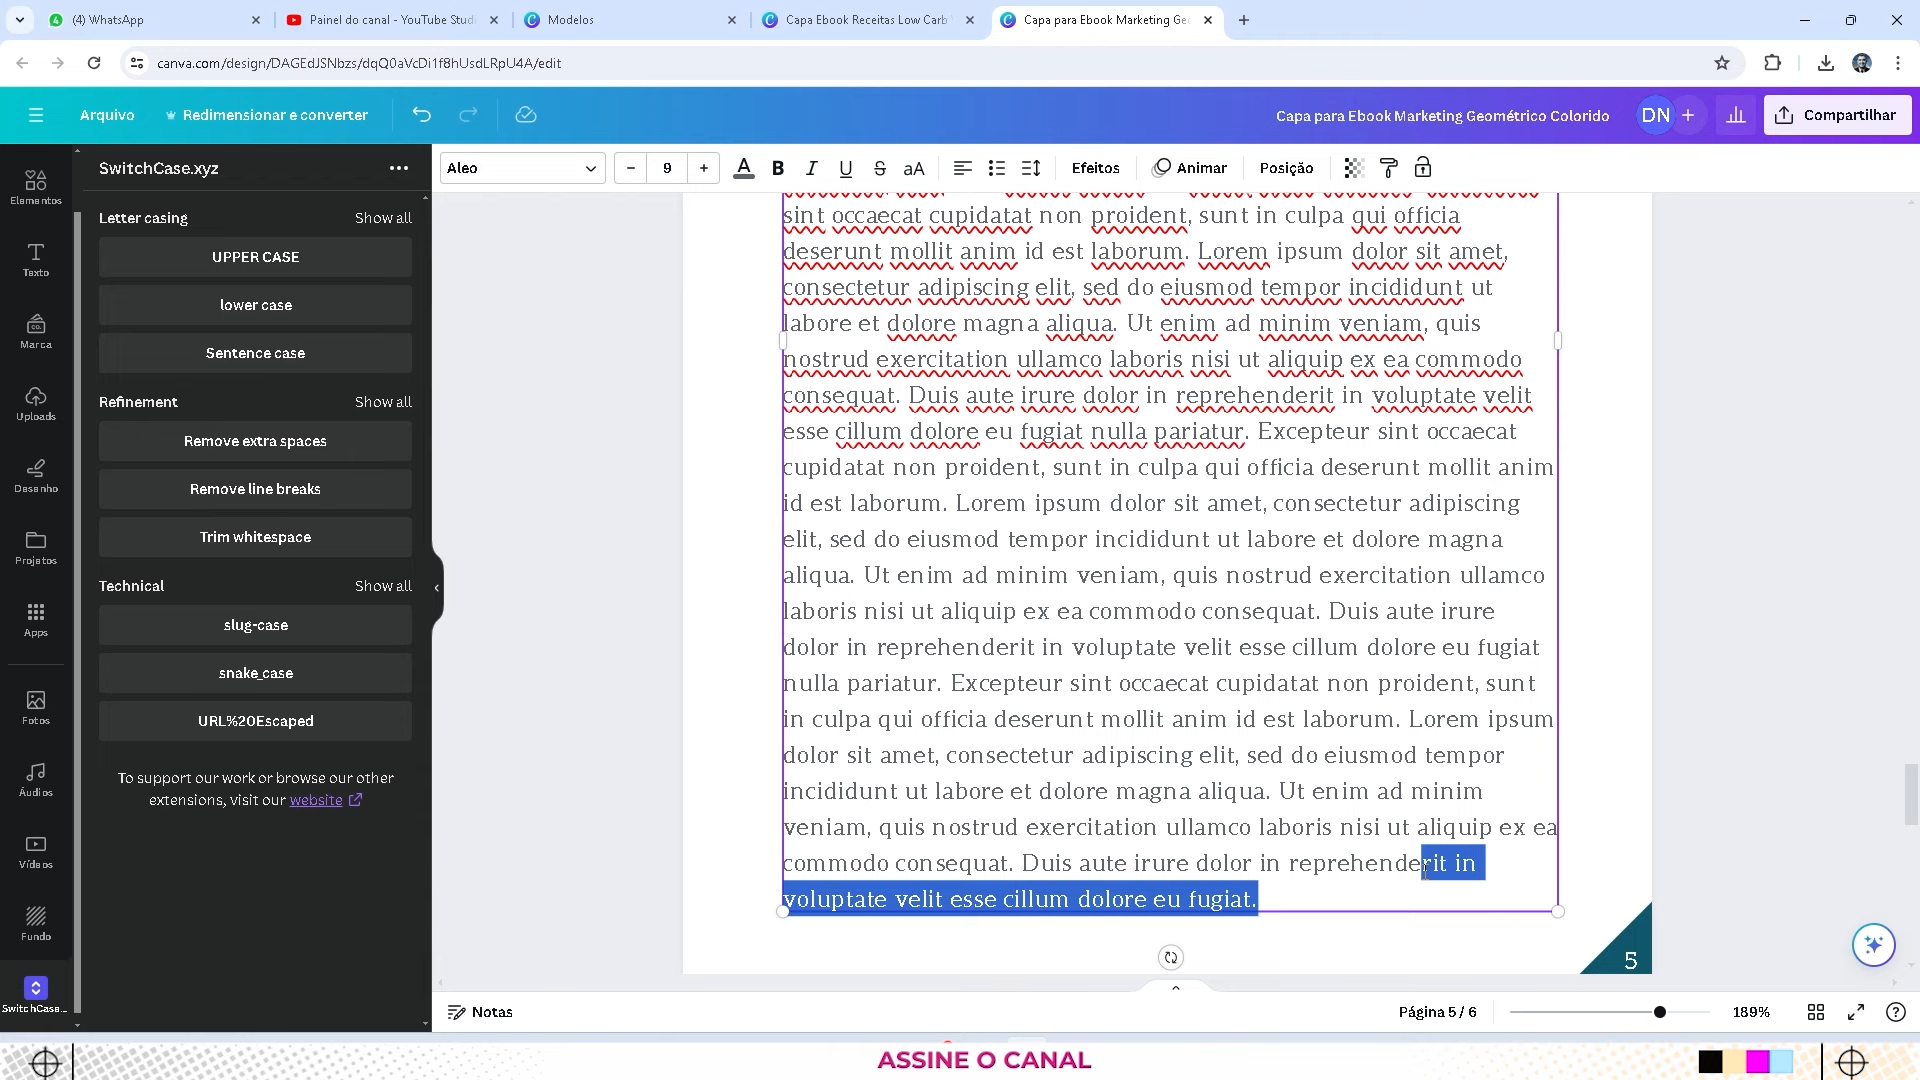 (4) WhatsApp
Painel do canal - YouTube Studi
Modelos
Capa Ebook Receitas Low Carb
Capa para Ebook Marketing Ge
canva.com/design/DAGEdJSNbzs/dqQ0aVcDi1f8hUsdLRpU4A/edit
Arquivo
Redimensionar e converter
Capa para Ebook Marketing Geométrico Colorido
DN
Compartilhar
Elementos
Texto
Marca
Uploads
Desenho
Projetos
Apps
Fotos
Áudios
Vídeos
Fundo
SwitchCase...
SwitchCase.xyz
Letter casing
Show all
UPPER CASE
lower case
Sentence case
Refinement
Show all
Remove extra spaces
Remove line breaks
Trim whitespace
Technical
Show all
slug-case
snake_case
URL%20Escaped
To support our work or browse our other
extensions, visit our website
Aleo
9
Efeitos
Animar
Posição
sint occaecat cupidatat non proident, sunt in culpa qui officia
deserunt mollit anim id est laborum. Lorem ipsum dolor sit amet,
consectetur adipiscing elit, sed do eiusmod tempor incididunt ut
labore et dolore magna aliqua. Ut enim ad minim veniam, quis
nostrud exercitation ullamco laboris nisi ut aliquip ex ea commodo
consequat. Duis aute irure dolor in reprehenderit in voluptate velit
esse cillum dolore eu fugiat nulla pariatur. Excepteur sint occaecat
cupidatat non proident, sunt in culpa qui officia deserunt mollit anim
id est laborum. Lorem ipsum dolor sit amet, consectetur adipiscing
elit, sed do eiusmod tempor incididunt ut labore et dolore magna
aliqua. Ut enim ad minim veniam, quis nostrud exercitation ullamco
laboris nisi ut aliquip ex ea commodo consequat. Duis aute irure
dolor in reprehenderit in voluptate velit esse cillum dolore eu fugiat
nulla pariatur. Excepteur sint occaecat cupidatat non proident, sunt
in culpa qui officia deserunt mollit anim id est laborum. Lorem ipsum
dolor sit amet, consectetur adipiscing elit, sed do eiusmod tempor
incididunt ut labore et dolore magna aliqua. Ut enim ad minim
veniam, quis nostrud exercitation ullamco laboris nisi ut aliquip ex ea
commodo consequat. Duis aute irure dolor in reprehenderit in
voluptate velit esse cillum dolore eu fugiat.
5
Notas
Página 5 / 6
189%
ASSINE O CANAL